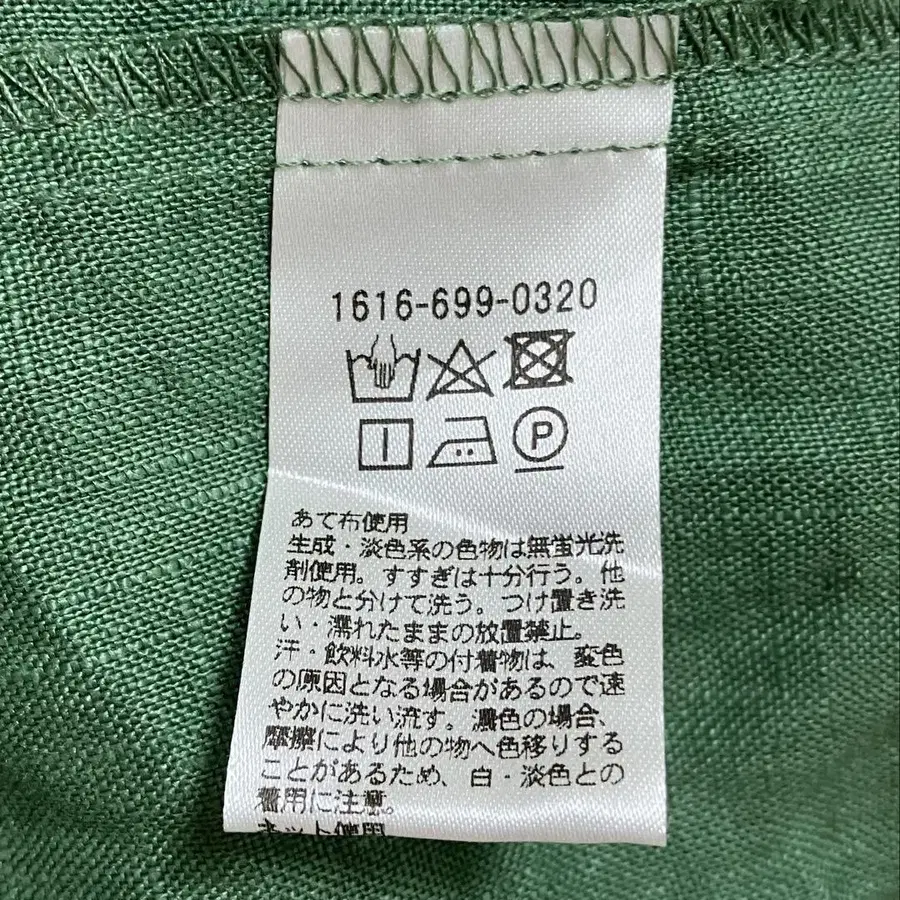 1616-699-0320
P
あて布使用
生成・淡色系の色物は無蛍光洗
剤使用。すすぎは十分行う。他
の物と分けて洗う。つけ置き洗
い・濡れたままの放置禁止。
汗・飲料水等の付着物は、変色
の原因となる場合があるので速
やかに洗い流す。濃色の場合、
摩擦により他の物へ色移りする
ことがあるため、白・淡色との
着用に注意。
ネット使用